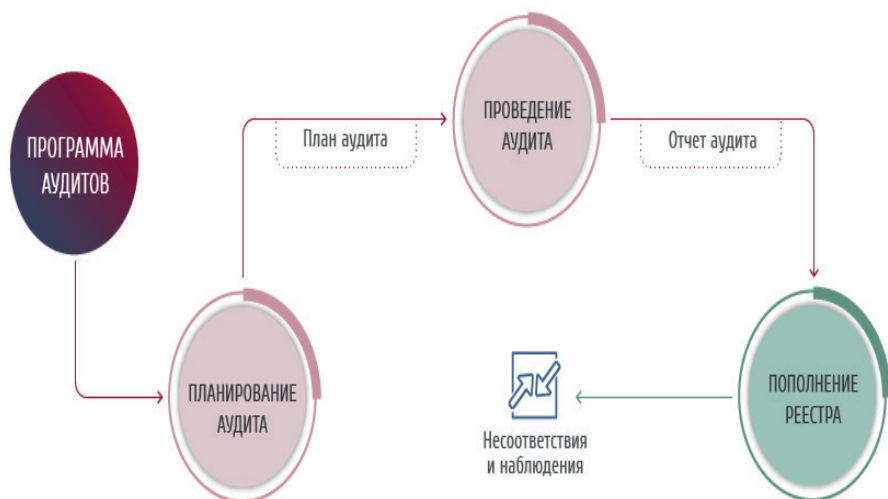 ПРОГРАММА
АУДИТОВ
ПЛАНИРОВАНИЕ
АУДИТА
План аудита
ПРОВЕДЕНИЕ
АУДИТА
Отчет аудита
ПОПОЛНЕНИЕ
РЕЕСТРА
Несоответствия
и наблюдения